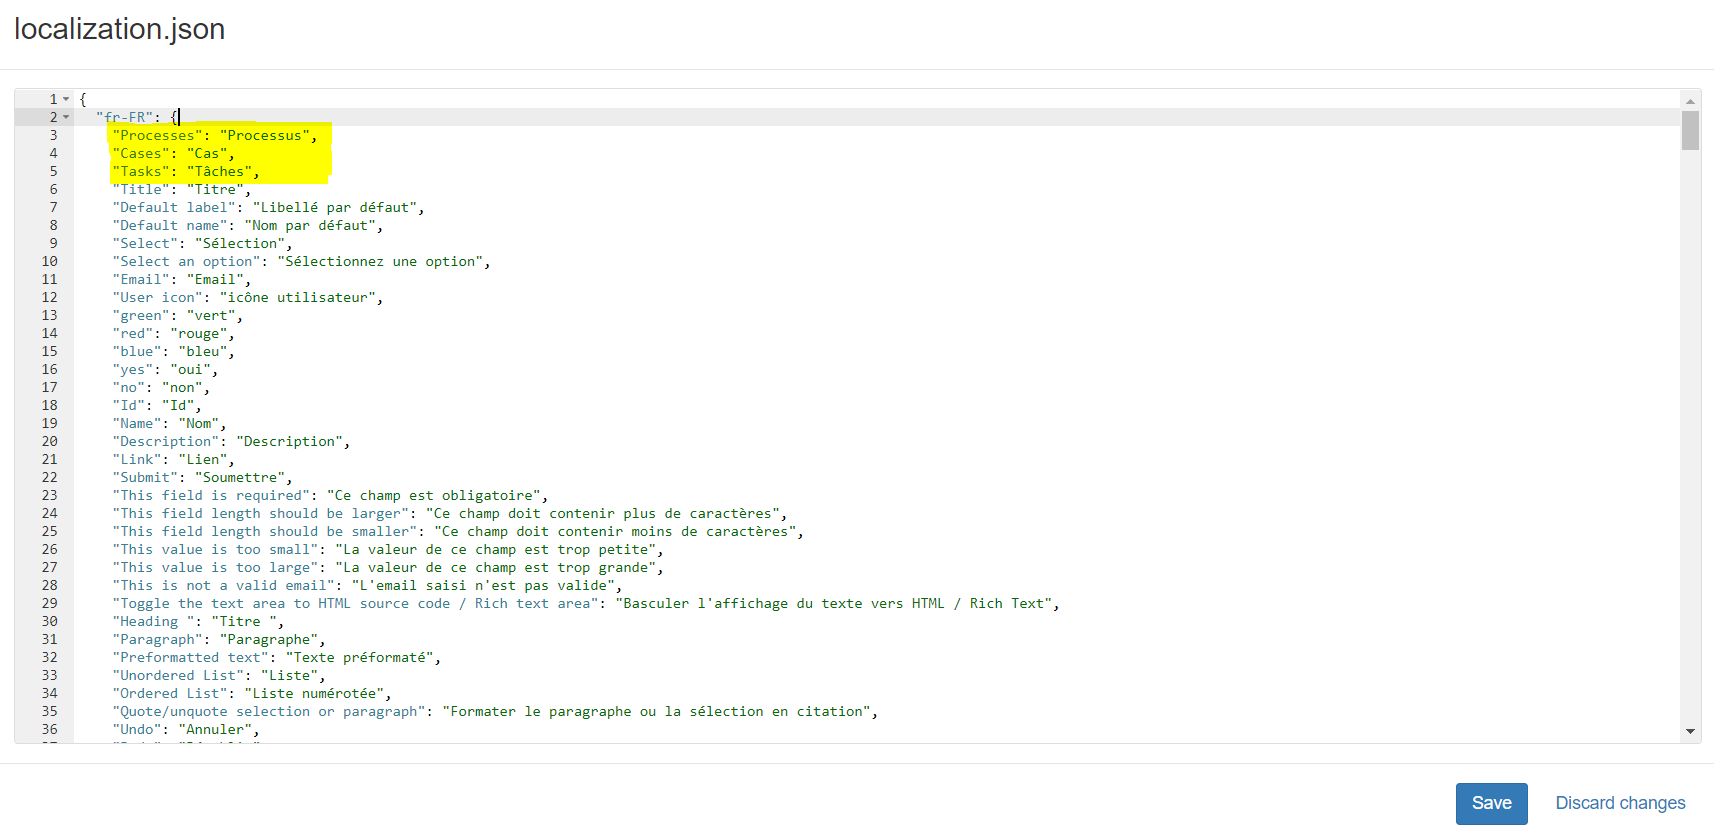 localization.json
1 {
2 "fr-FR": {
3 "Processes": "Processus",
4 "Cases": "Cas",
5 "Tasks": "Tâches",
6 "Title": "Titre",
7 "Default label": "Libellé par défaut",
8 "Default name": "Nom par défaut",
9 "Select": "Sélection",
10 "Select an option": "Sélectionnez une option",
11 "Email": "Email",
12 "User icon": "icône utilisateur",
13 "green": "vert",
14 "red": "rouge",
15 "blue": "bleu",
16 "yes": "oui",
17 "no": "non",
18 "Id": "Id",
19 "Name": "Nom",
20 "Description": "Description",
21 "Link": "Lien",
22 "Submit": "Soumettre",
23 "This field is required": "Ce champ est obligatoire",
24 "This field length should be larger": "Ce champ doit contenir plus de caractères",
25 "This field length should be smaller": "Ce champ doit contenir moins de caractères",
26 "This value is too small": "La valeur de ce champ est trop petite",
27 "This value is too large": "La valeur de ce champ est trop grande",
28 "This is not a valid email": "L'email saisi n'est pas valide",
29 "Toggle the text area to HTML source code / Rich text area": "Basculer l'affichage du texte vers HTML / Rich Text",
30 "Heading ": "Titre ",
31 "Paragraph": "Paragraphe",
32 "Preformatted text": "Texte préformaté",
33 "Unordered List": "Liste",
34 "Ordered List": "Liste numérotée",
35 "Quote/unquote selection or paragraph": "Formater le paragraphe ou la sélection en citation",
36 "Undo": "Annuler",
Save Discard changes